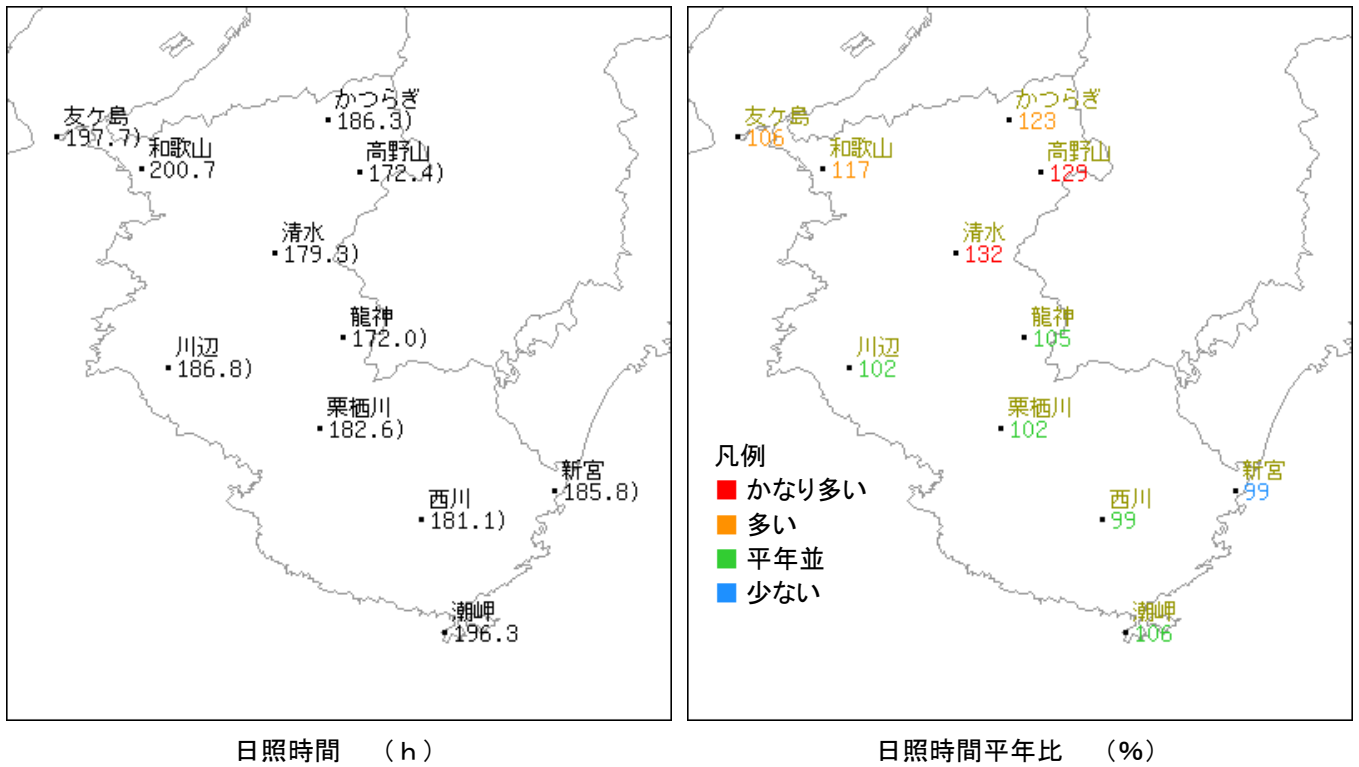 かつらぎ
186.3)
友ケ島
197.7)
和歌山
200.7
高野山
172.4)
清水
179.3)
龍神
172.0)
川辺
186.8)
栗栖川
182.6)
新宮
185.8)
西川
181.1)
潮岬
196.3
日照時間 （ｈ）
かつらぎ
123
友ケ島
106
和歌山
117
高野山
129
清水
132
龍神
105
川辺
102
栗栖川
102
凡例
かなり多い
多い
平年並
少ない
新宮
99
西川
99
潮岬
106
日照時間平年比 （%）